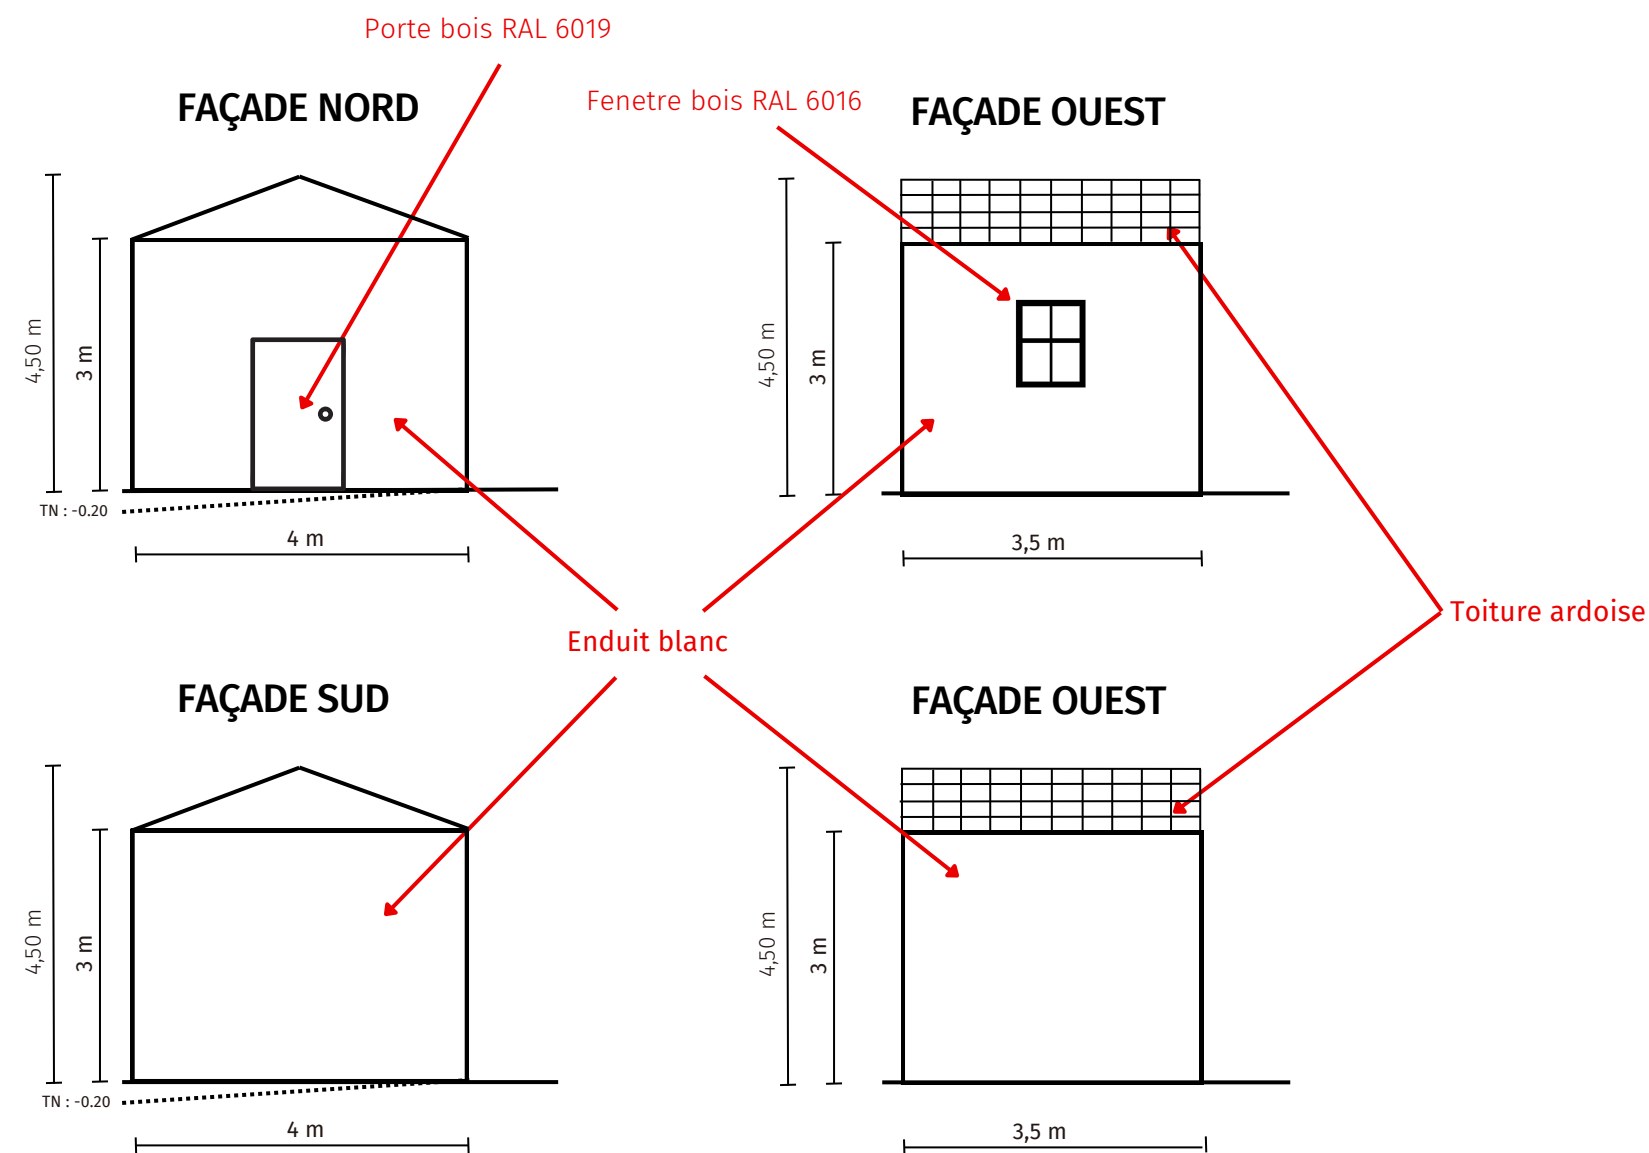 Porte bois RAL 6019
FAÇADE NORD
Fenetre bois RAL 6016
FAÇADE OUEST
4,50 m
3 m
TN : -0.20
4 m
4,50 m
3 m
3,5 m
Enduit blanc
Toiture ardoise
FAÇADE SUD
FAÇADE OUEST
4,50 m
3 m
TN : -0.20
4 m
4,50 m
3 m
3,5 m